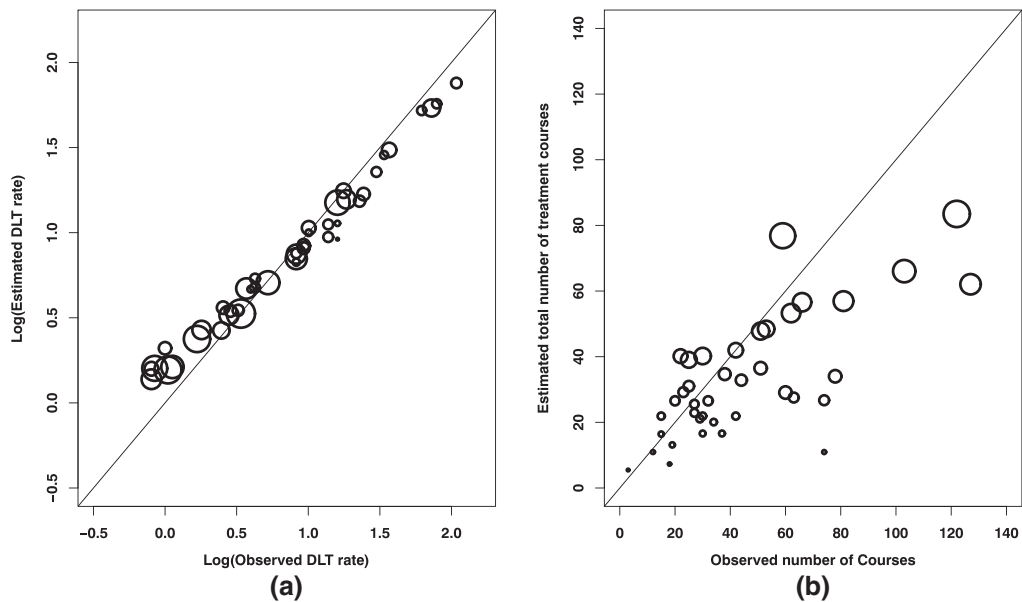 2.0
1.5
1.0
0.5
0.0
−0.5
Log(Estimated DLT rate)
−0.5 0.0 0.5 1.0 1.5 2.0
Log(Observed DLT rate)
(a)
140
120
100
80
60
40
20
0
Estimated total number of treatment courses
0 20 40 60 80 100 120 140
Observed number of Courses
(b)